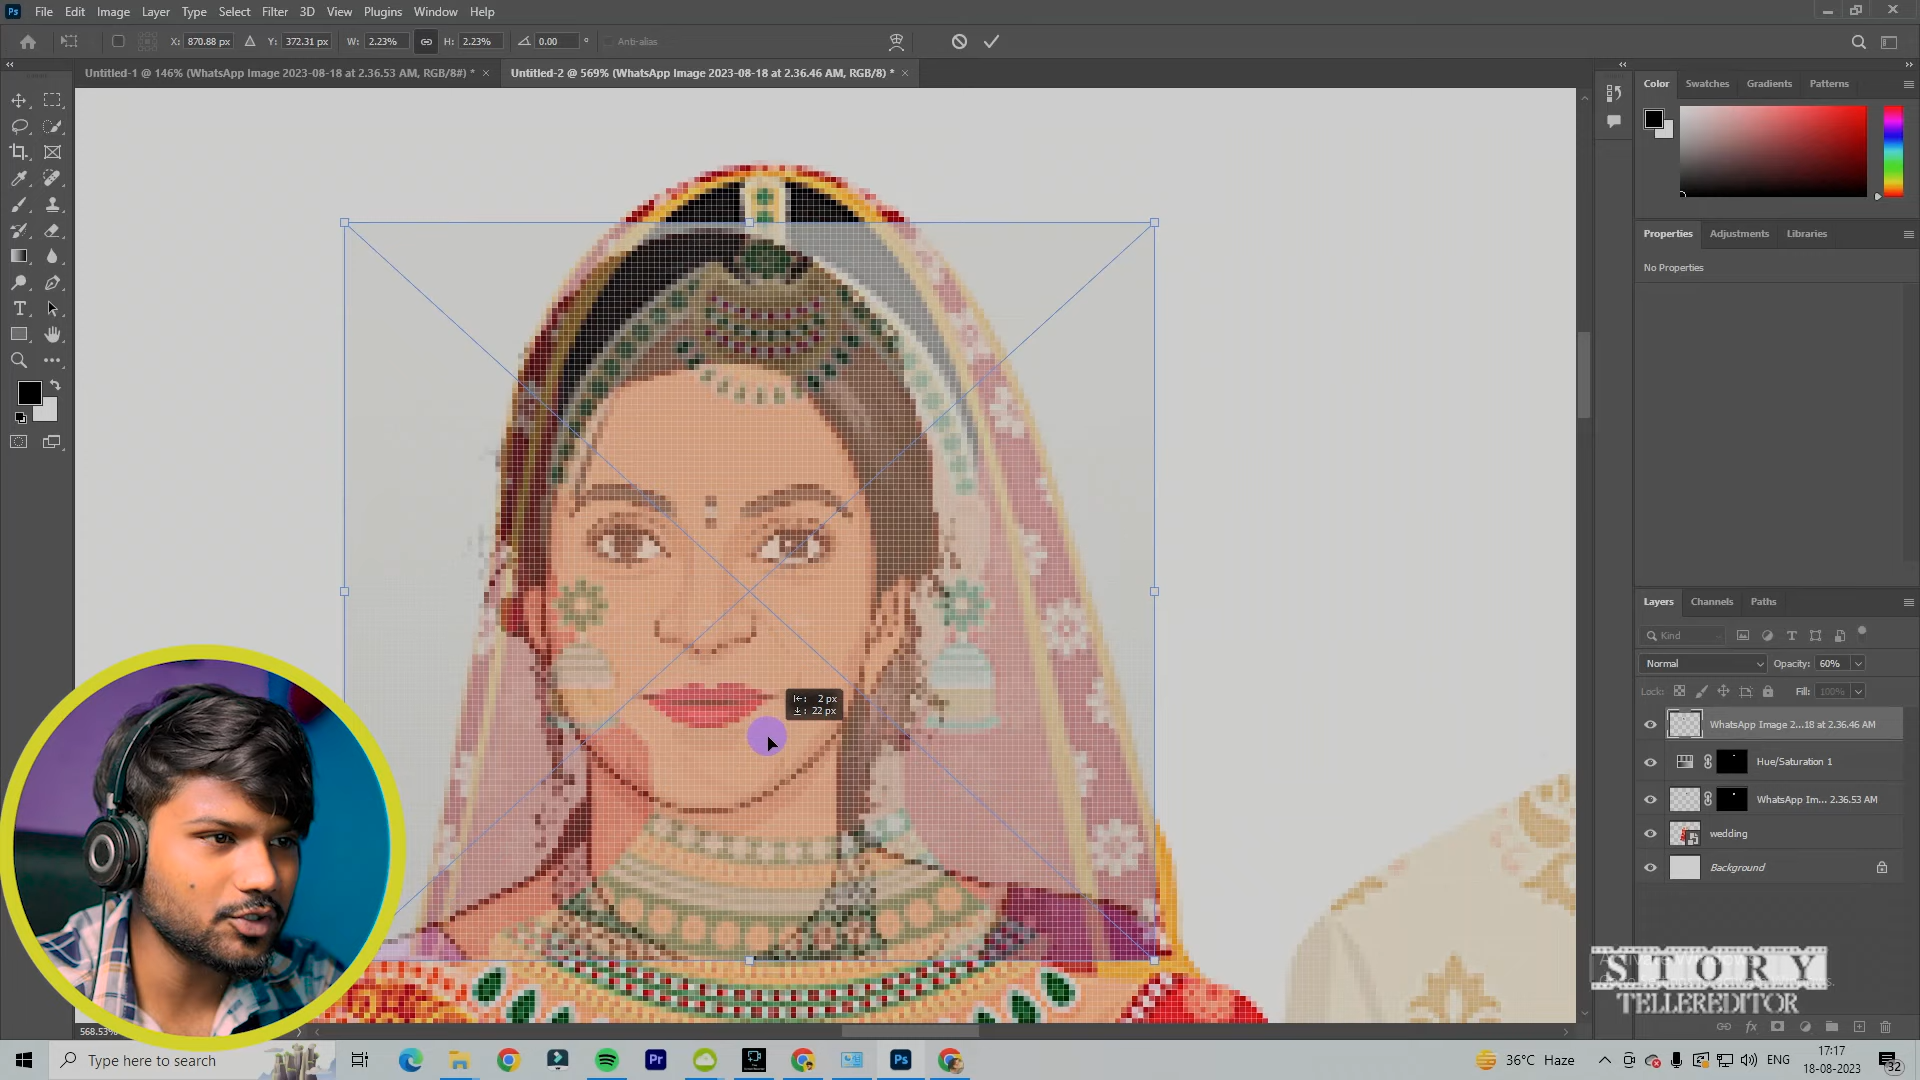 File Edit Image Layer Type Select Filter 3D View Plugins Window Help
X: 870.88 px Y: 372.31 px W: 2.23% H: 2.23% 0.00 ° Anti-alias
Untitled-1 @ 146% (WhatsApp Image 2023-08-18 at 2.36.53 AM, RGB/8#) * ×
Untitled-2 @ 569% (WhatsApp Image 2023-08-18 at 2.36.46 AM, RGB/8) * ×
Color Swatches Gradients Patterns
Properties Adjustments Libraries
No Properties
2 px
22 px
Layers Channels Paths
Kind
Normal Opacity: 60%
Lock: Fill: 100%
WhatsApp Image 2...18 at 2.36.46 AM
Hue/Saturation 1
WhatsApp Im... 2.36.53 AM
wedding
Background
STORY
TELLEREDITOR
568.53%
Type here to search
36°C Haze
ENG
17:17
18-08-2023
32